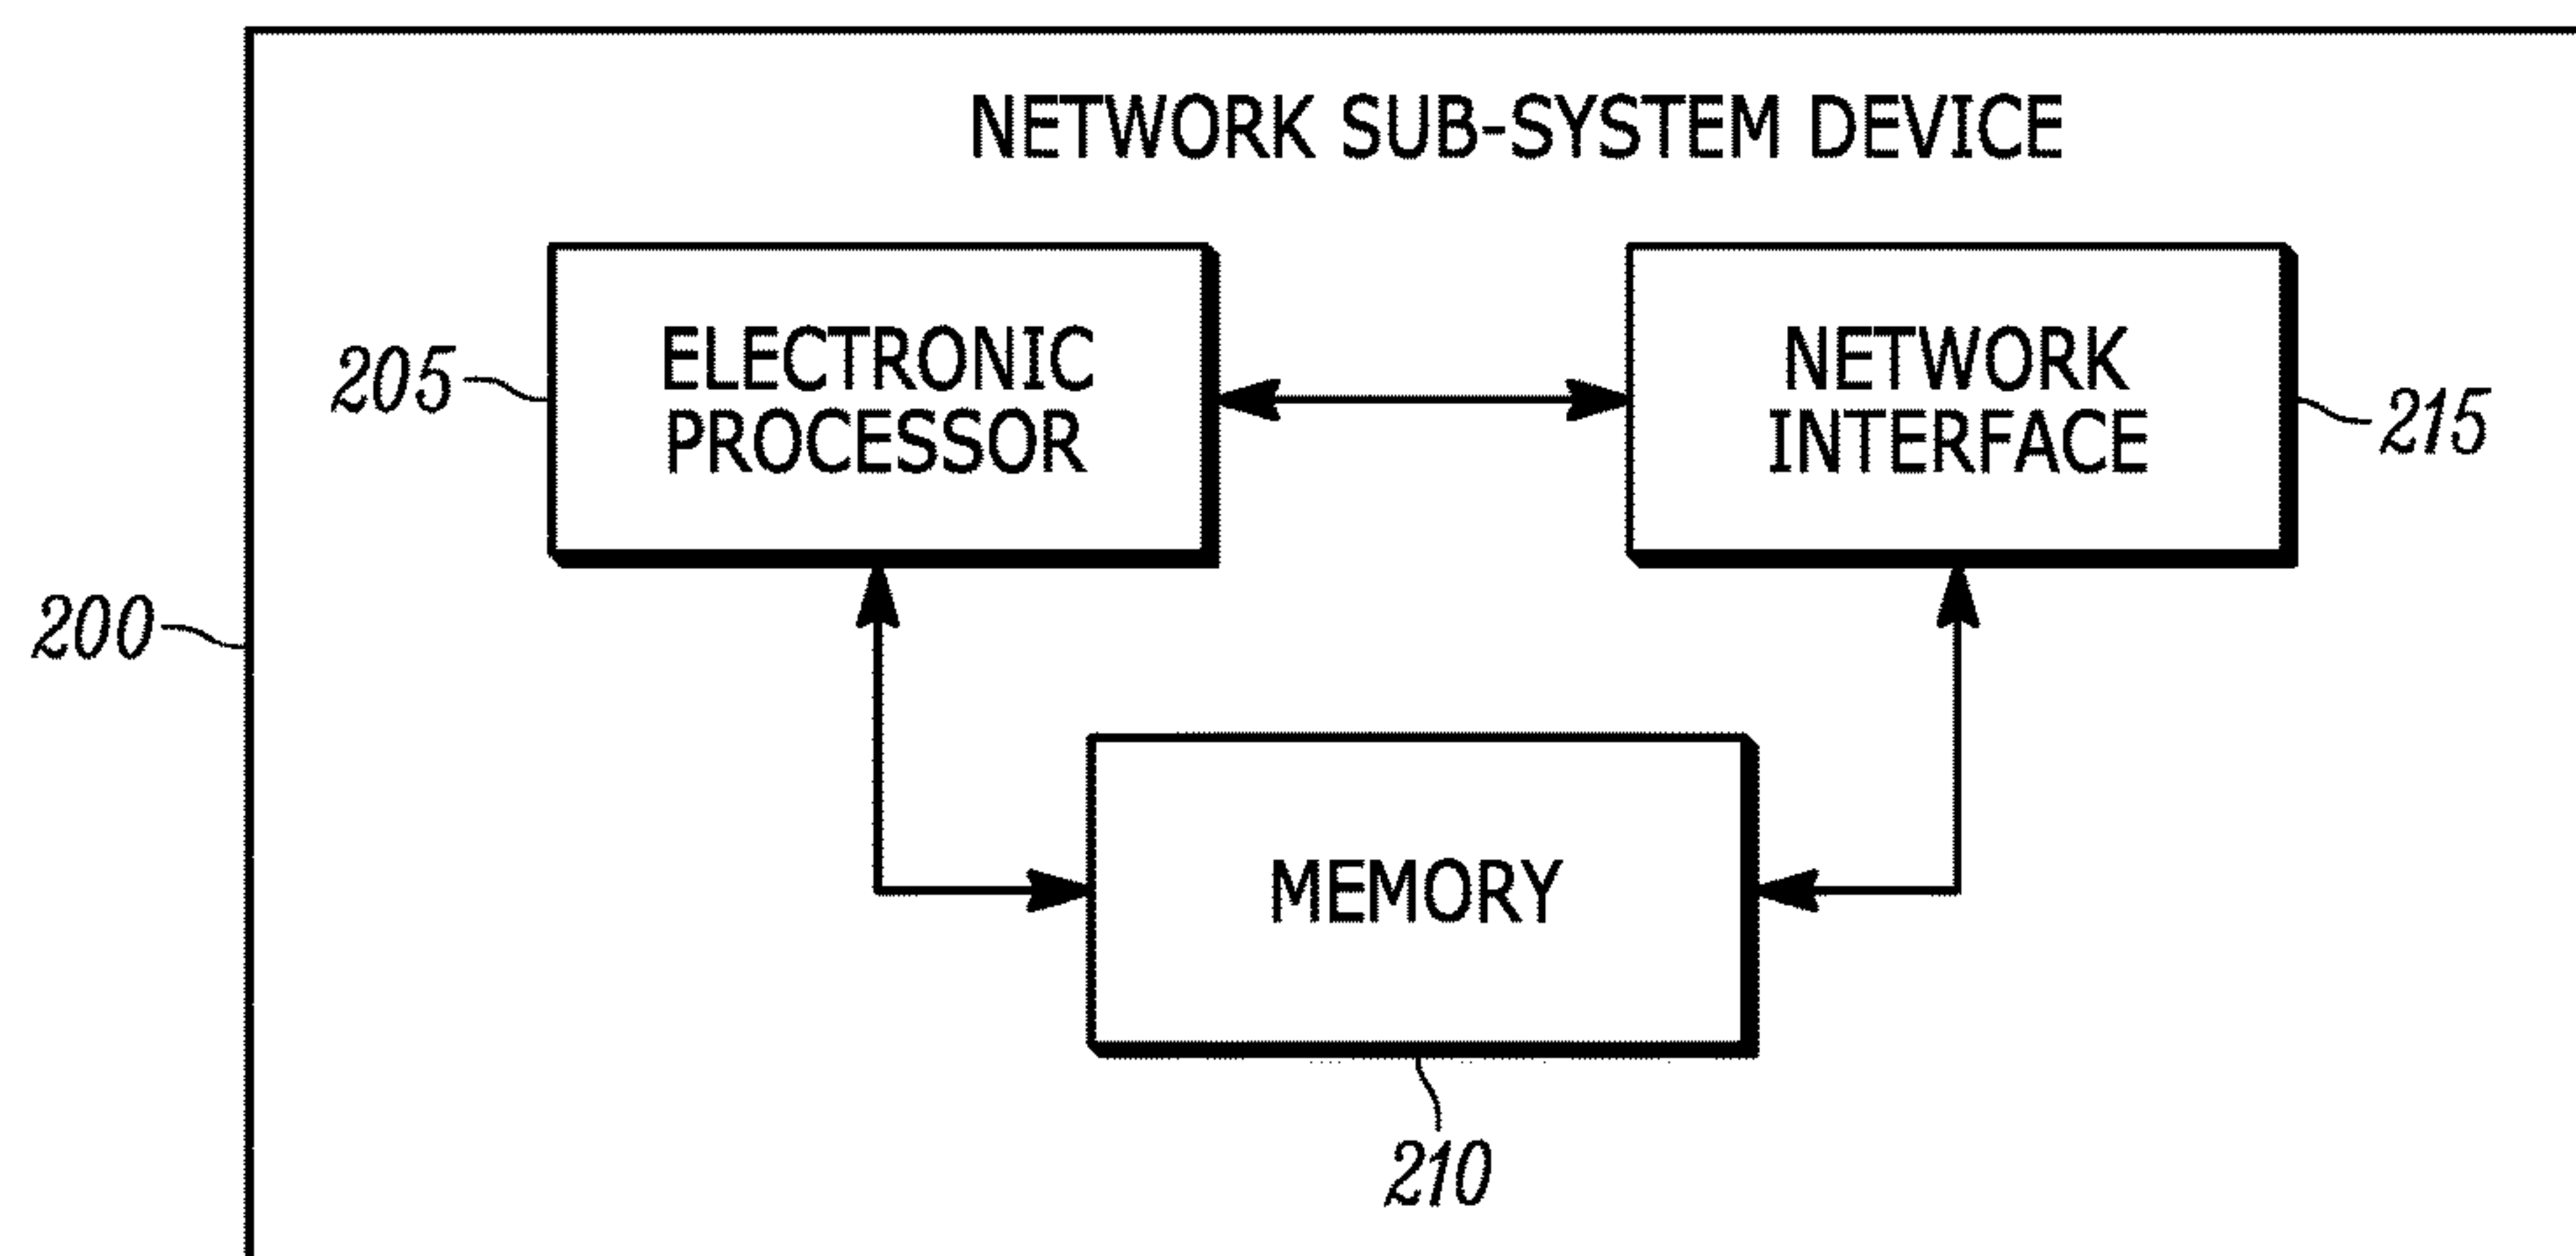 NETWORK SUB-SYSTEM DEVICE
ELECTRONIC
PROCESSOR
NETWORK
INTERFACE
205
215
200
MEMORY
210